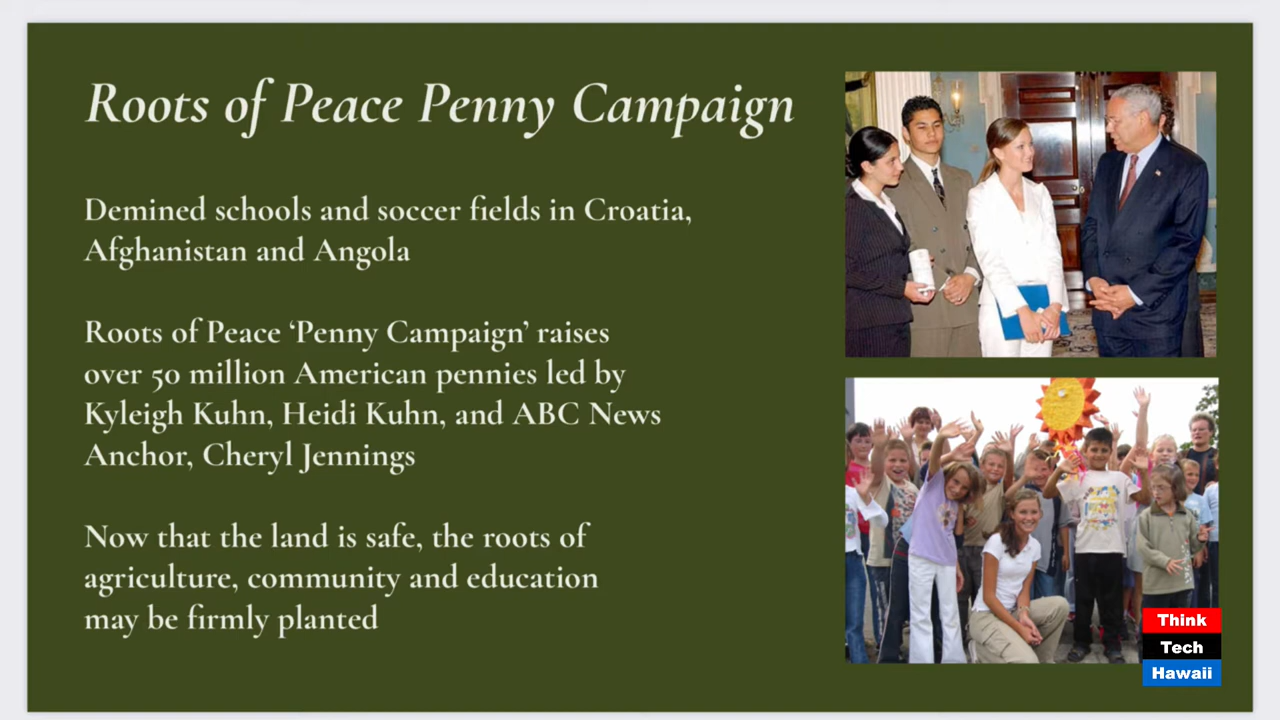 Roots of Peace Penny Campaign
Demined schools and soccer fields in Croatia,
Afghanistan and Angola
Roots of Peace ‘Penny Campaign’ raises
over 50 million American pennies led by
Kyleigh Kuhn, Heidi Kuhn, and ABC News
Anchor, Cheryl Jennings
Now that the land is safe, the roots of
agriculture, community and education
may be firmly planted
Think
Tech
Hawaii